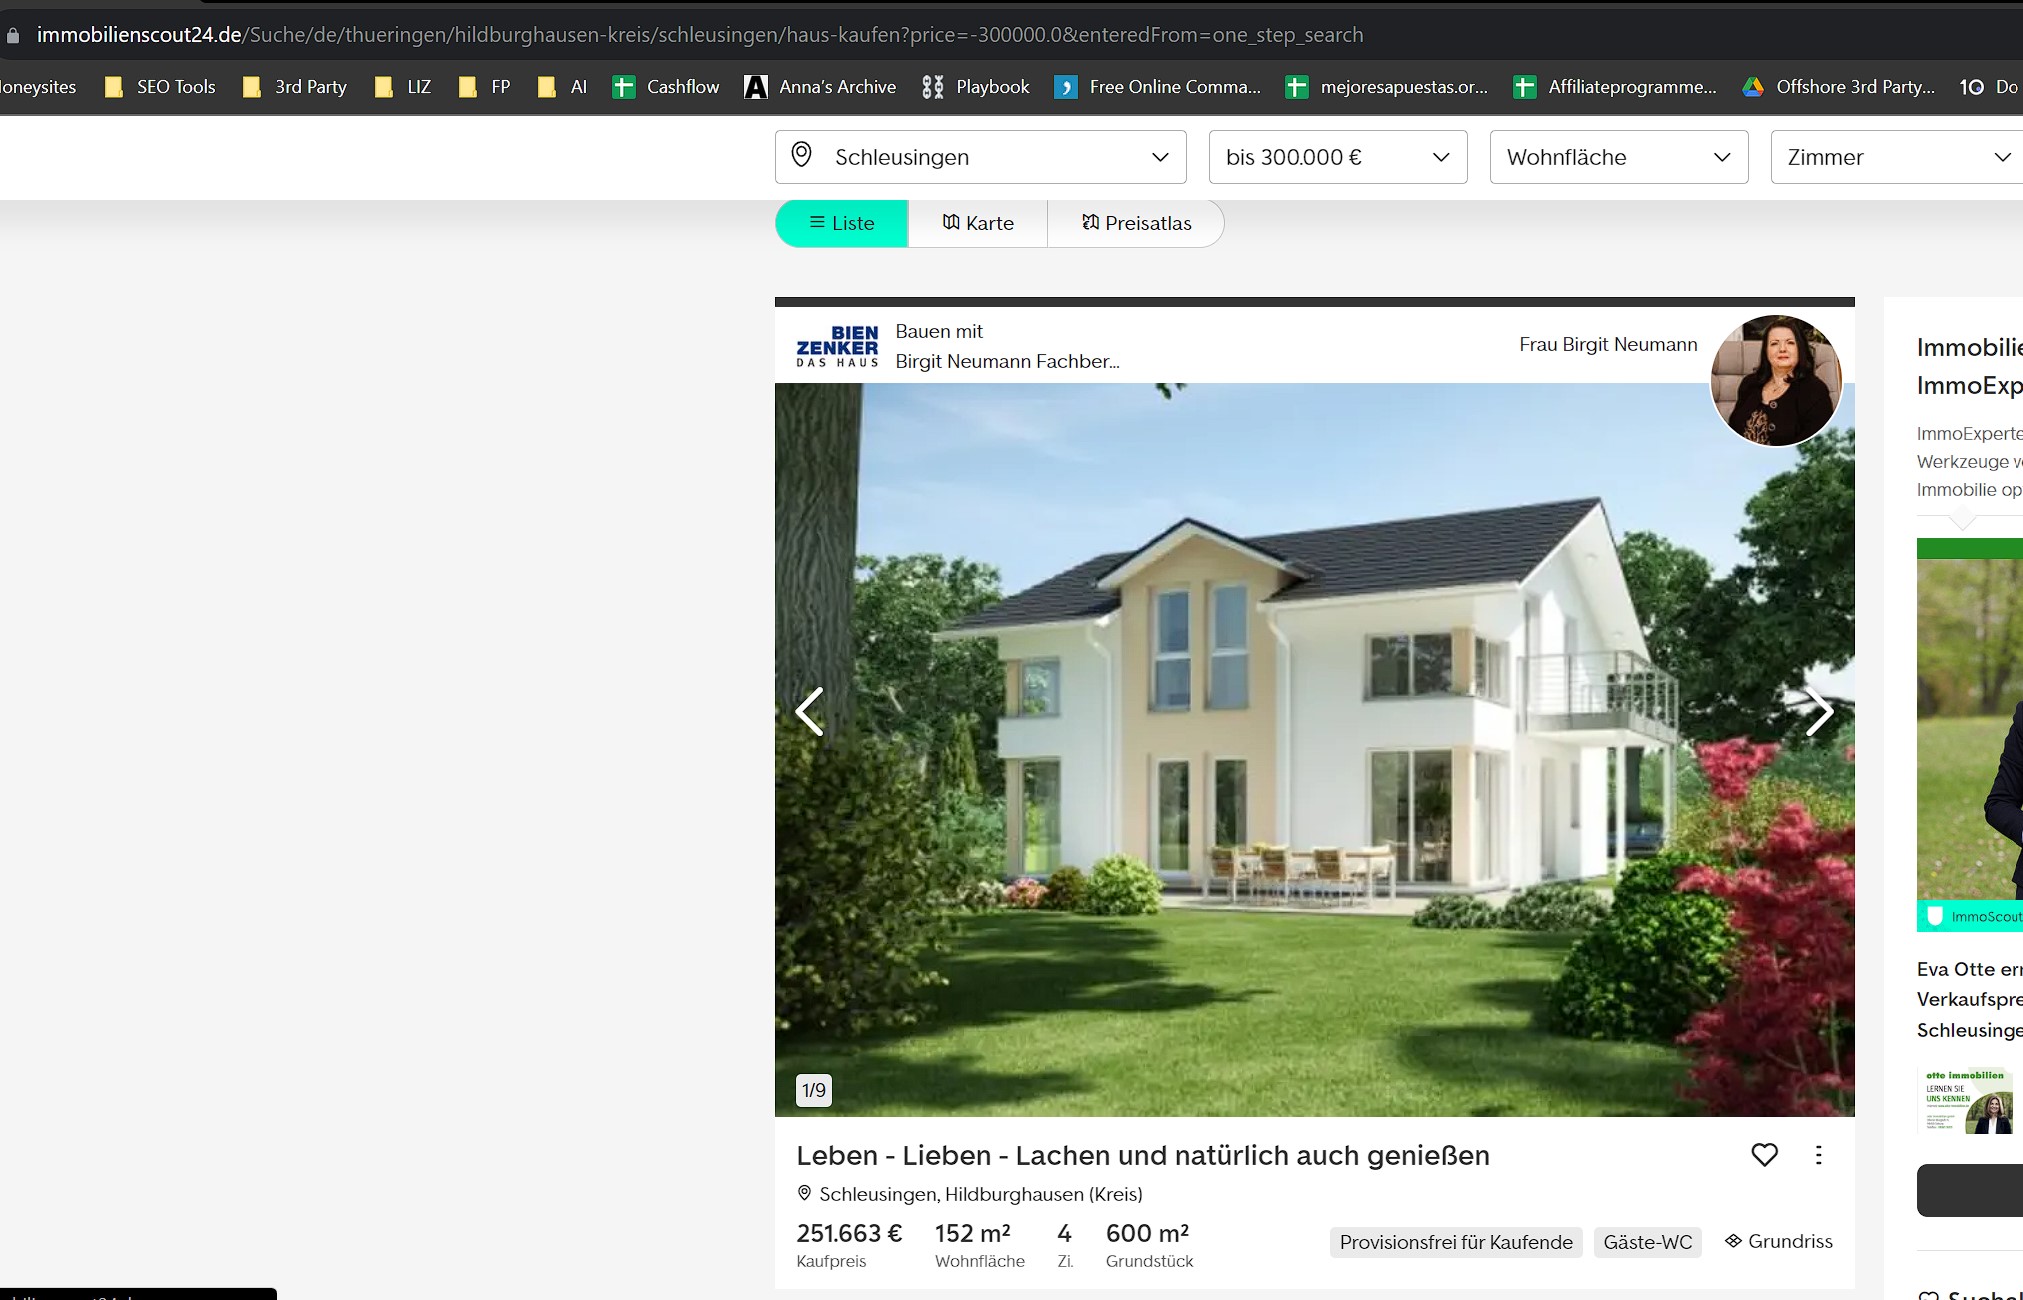 immobilienscout24.de/Suche/de/thueringen/hildburghausen-kreis/schleusingen/haus-kaufen?price=-300000.0&enteredFrom=one_step_search
SEO Tools 3rd Party LIZ FP AI Cashflow Anna's Archive Playbook Free Online Comma... mejoresapuestas.or... Affiliateprogramme... Offshore 3rd Party... Do
Schleusingen bis 300.000 € Wohnfläche Zimmer
Liste Karte Preisatlas
BIEN
ZENKER
DAS HAUS
Bauen mit
Birgit Neumann Fachber...
Frau Birgit Neumann
1/9
Leben - Lieben - Lachen und natürlich auch genießen
Schleusingen, Hildburghausen (Kreis)
251.663 € 152 m² 4 600 m²
Kaufpreis Wohnfläche Zi. Grundstück
Provisionsfrei für Kaufende Gäste-WC Grundriss
Immobilie
ImmoExp
ImmoExperte
Werkzeuge
Immobilie op
ImmoScout
Eva Otte
Verkaufspre
Schleusinge
otte immobilien
LERNEN SIE
UNS KENNEN